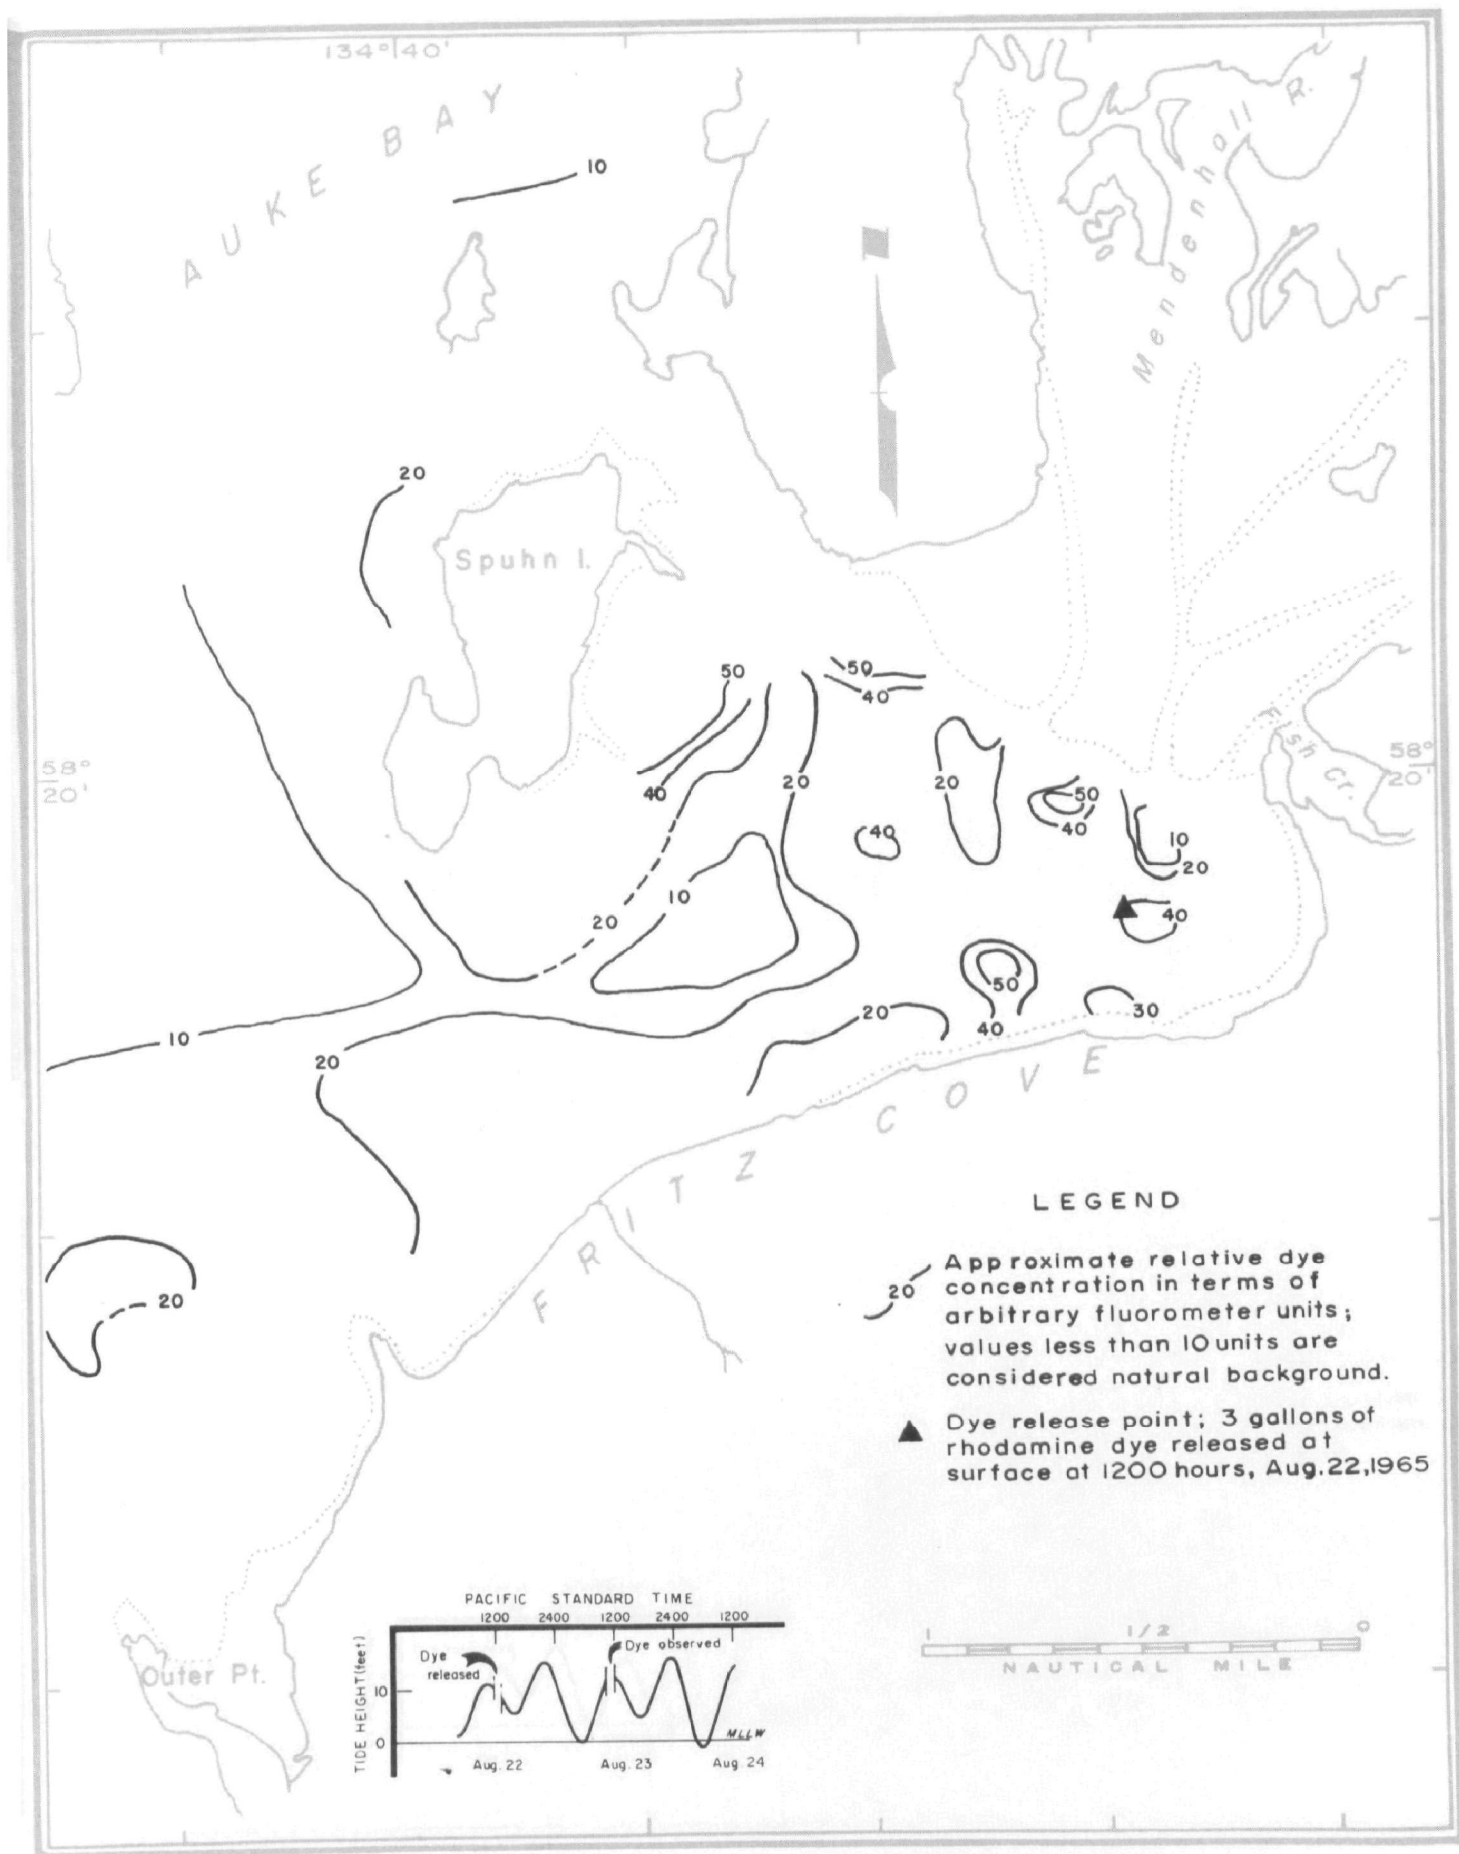 134° 40'
AUKE BAY
10
Mendenhall R.
20
Spuhn I.
50
50
40
58°
20'
40
20
20
50
40
Fish Cr.
58°
20'
40
10
20
10
20
40
50
40
30
20
10
20
FRITZ COVE
20
LEGEND
20
Approximate relative dye
concentration in terms of
arbitrary fluorometer units;
values less than 10 units are
considered natural background.
Dye release point; 3 gallons of
rhodamine dye released at
surface at 1200 hours, Aug. 22, 1965
Outer Pt.
PACIFIC STANDARD TIME
1200 2400 1200 2400 1200
TIDE HEIGHT (feet)
Dye
released
Dye observed
10
0
MLLW
Aug. 22 Aug. 23 Aug. 24
1 1/2 0
NAUTICAL MILE